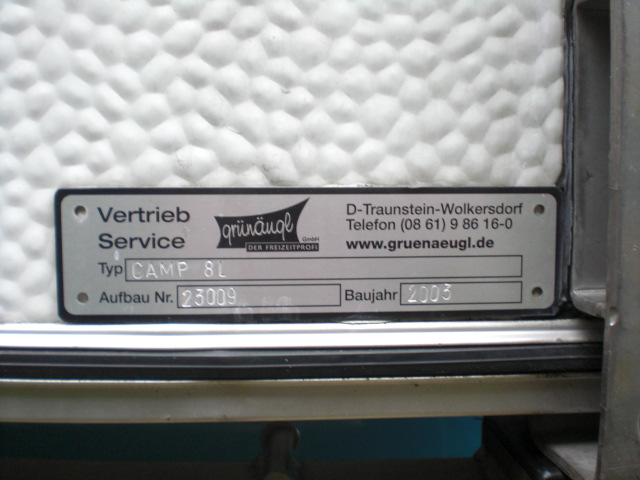 Vertrieb
Service
grünäugl
GmbH
DER FREIZEITPROFI
D-Traunstein-Wolkersdorf
Telefon (08 61) 9 86 16-0
www.gruenaeugl.de
Typ CAMP 8L
Aufbau Nr. 23009 Baujahr 2003